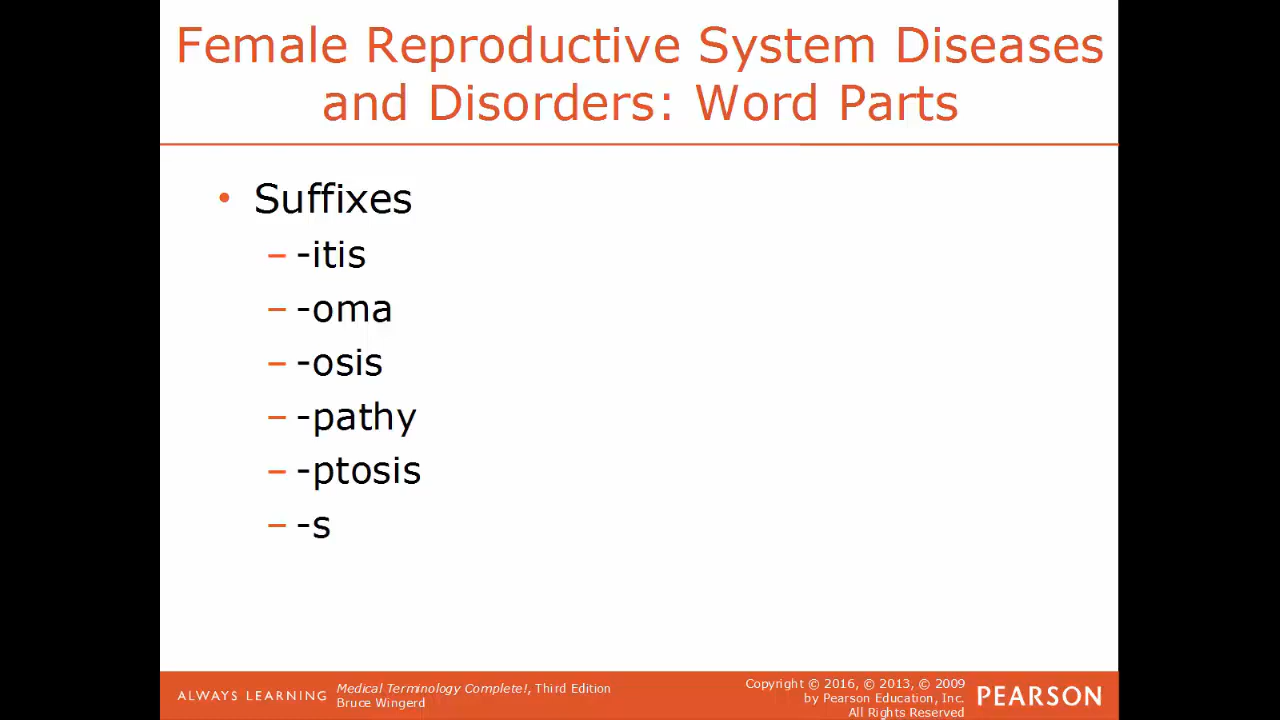 Female Reproductive System Diseases
and Disorders: Word Parts
• Suffixes
– -itis
– -oma
– -osis
– -pathy
– -ptosis
– -s
ALWAYS LEARNING
Medical Terminology Complete!, Third Edition
Bruce Wingerd
Copyright © 2016, © 2013, © 2009
by Pearson Education, Inc.
All Rights Reserved
PEARSON